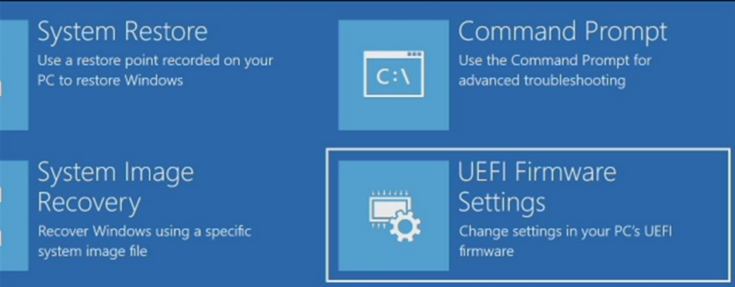 System Restore
Use a restore point recorded on your
PC to restore Windows
Command Prompt
Use the Command Prompt for
advanced troubleshooting
C:\
System Image
Recovery
Recover Windows using a specific
system image file
UEFI Firmware
Settings
Change settings in your PC's UEFI
firmware